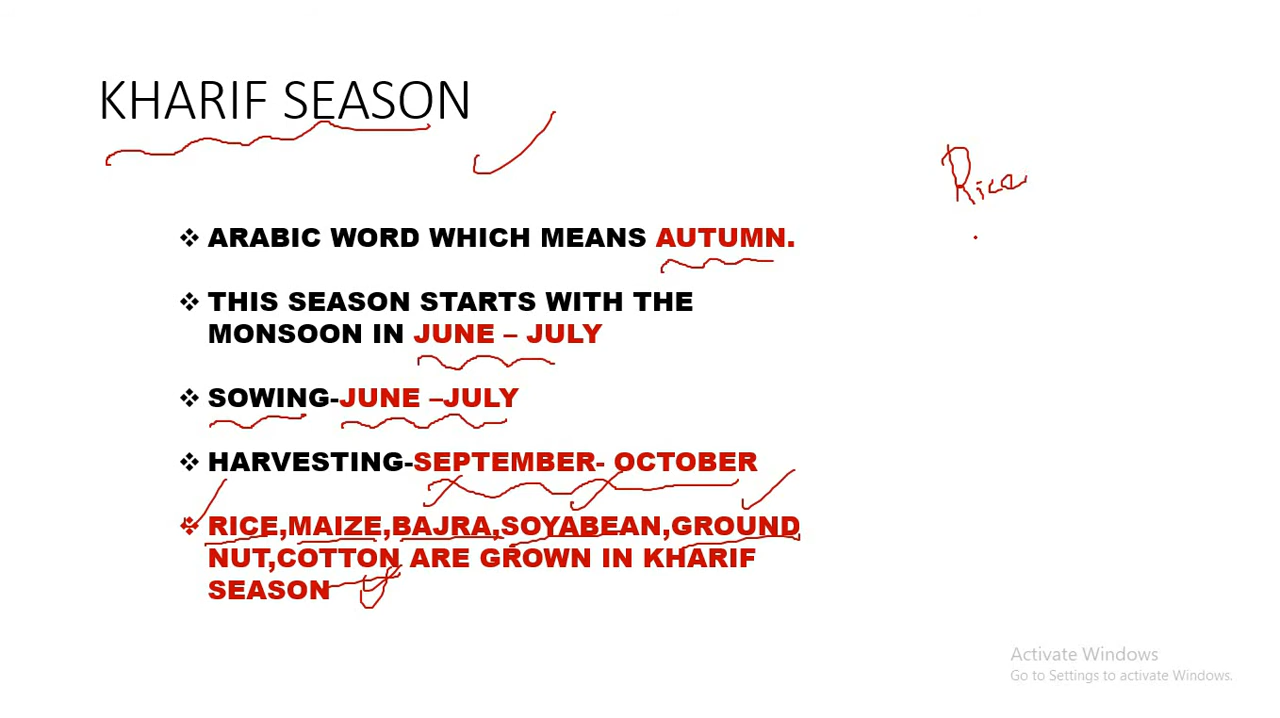 KHARIF SEASON
Rice
❖ ARABIC WORD WHICH MEANS AUTUMN.
❖ THIS SEASON STARTS WITH THE
MONSOON IN JUNE – JULY
❖ SOWING-JUNE –JULY
❖ HARVESTING-SEPTEMBER- OCTOBER
❖ RICE,MAIZE,BAJRA,SOYABEAN,GROUND
NUT,COTTON ARE GROWN IN KHARIF
SEASON
Activate Windows
Go to Settings to activate Windows.